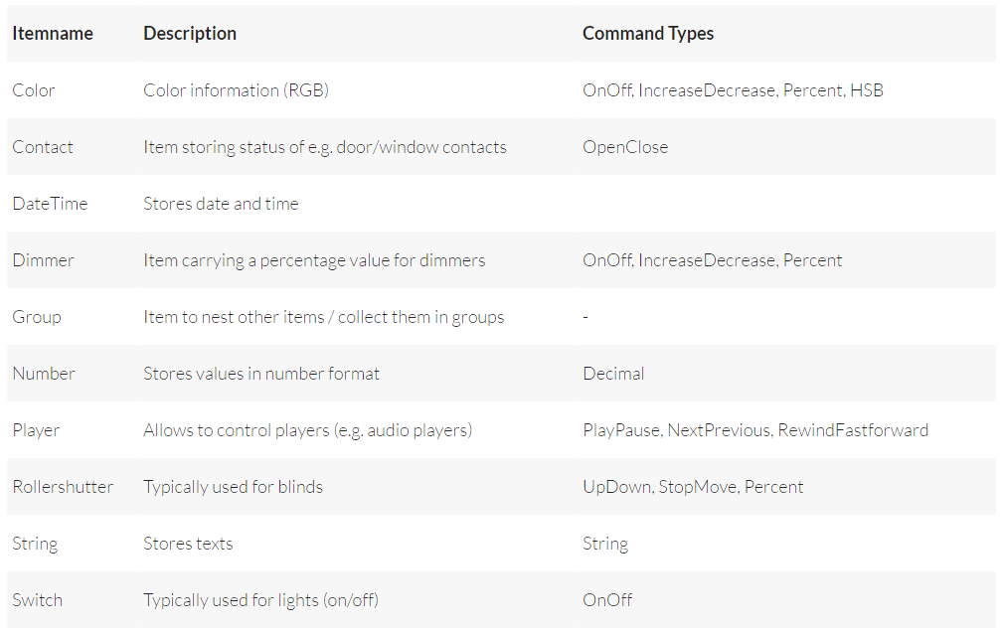 Itemname Description Command Types
Color Color information (RGB) OnOff, IncreaseDecrease, Percent, HSB
Contact Item storing status of e.g. door/window contacts OpenClose
DateTime Stores date and time
Dimmer Item carrying a percentage value for dimmers OnOff, IncreaseDecrease, Percent
Group Item to nest other items / collect them in groups -
Number Stores values in number format Decimal
Player Allows to control players (e.g. audio players) PlayPause, NextPrevious, RewindFastforward
Rollershutter Typically used for blinds UpDown, StopMove, Percent
String Stores texts String
Switch Typically used for lights (on/off) OnOff